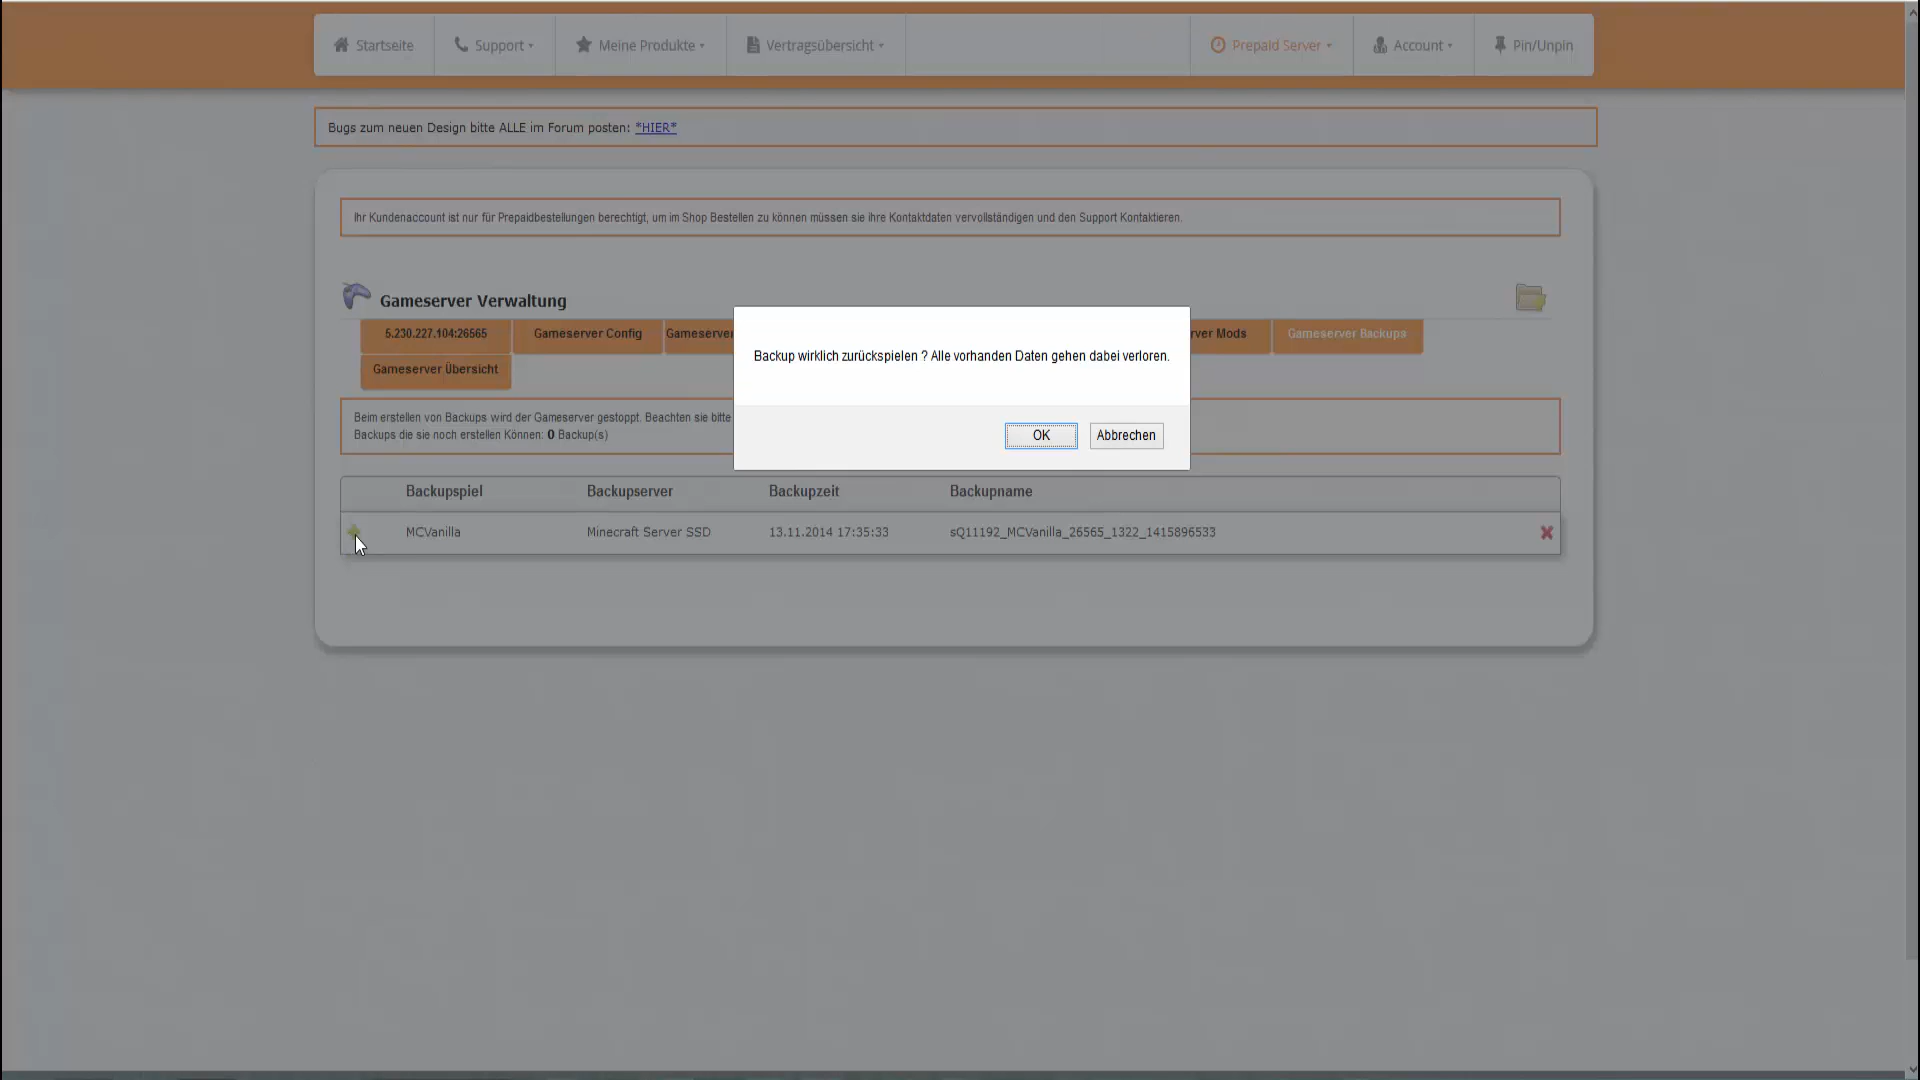 Startseite
Support
Meine Produkte
Vertragsübersicht
Prepaid Server
Account
Pin/Unpin
Bugs zum neuen Design bitte ALLE im Forum posten: *HIER*
Ihr Kundenaccount ist nur für Prepaidbestellungen berechtigt, um im Shop Bestellen zu können müssen sie ihre Kontaktdaten vervollständigen und den Support Kontaktieren.
Gameserver Verwaltung
5.230.227.104:26565
Gameserver Config
Mods
Gameserver Backups
Gameserver Übersicht
Backup wirklich zurückspielen ? Alle vorhanden Daten gehen dabei verloren.
OK
Abbrechen
Beim erstellen von Backups wird der Gameserver gestoppt. Beachten sie bitte
Backups die sie noch erstellen Können: 0 Backup(s)
Backupspiel Backupserver Backupzeit Backupname
MCVanilla Minecraft Server SSD 13.11.2014 17:35:33 sQ11192_MCVanilla_26565_1322_1415896533